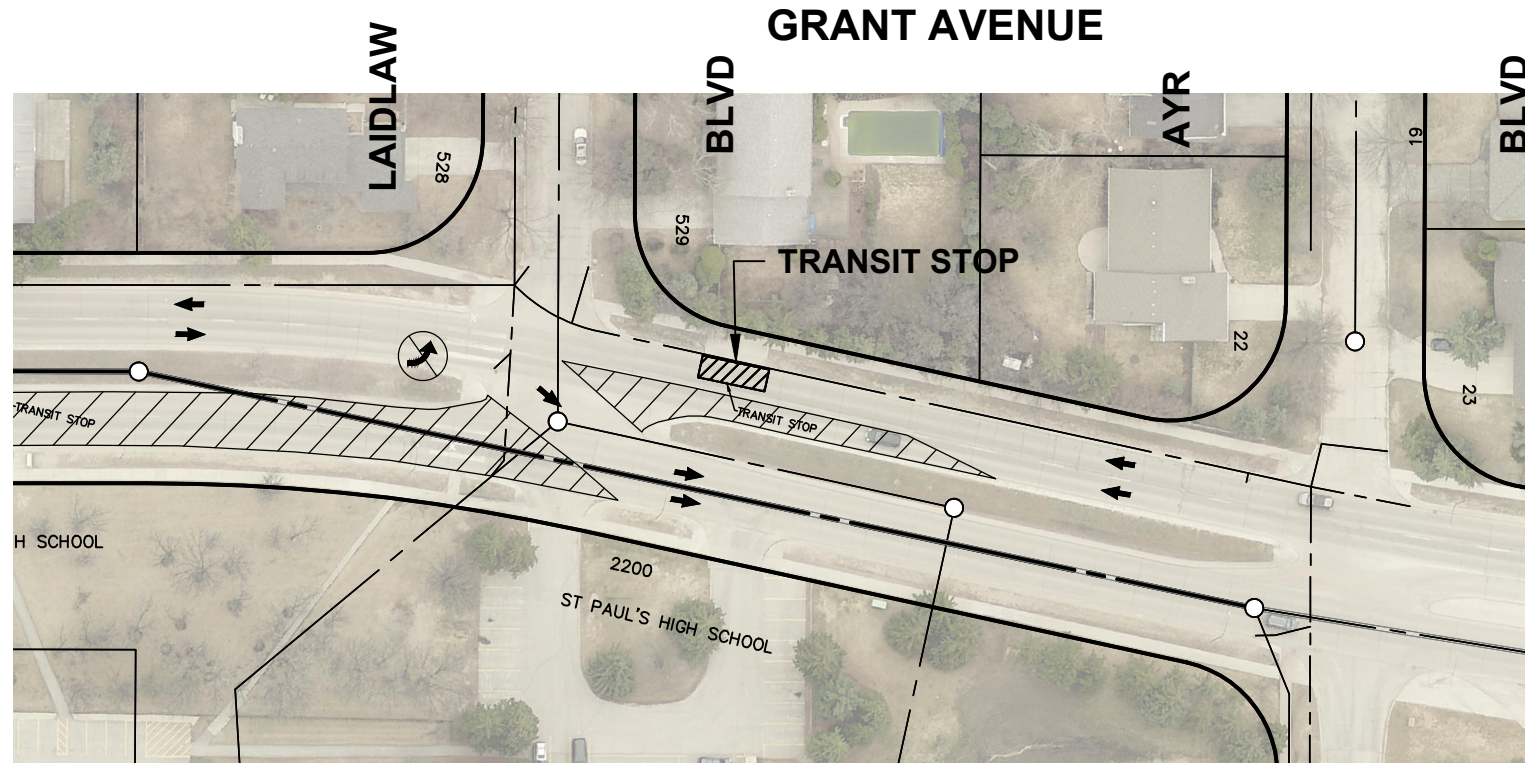 GRANT AVENUE
LAIDLAW
BLVD
AYR
BLVD
528
529
61
TRANSIT STOP
22
23
TRANSIT STOP
TRANSIT STOP
H SCHOOL
2200
ST PAUL'S HIGH SCHOOL